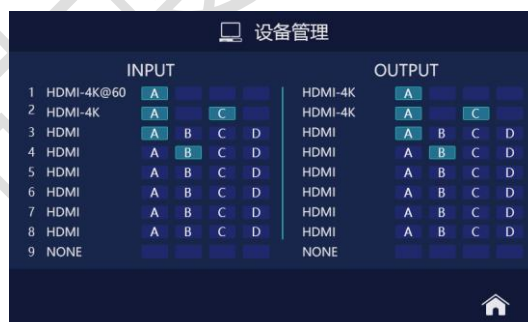 设备管理
INPUT OUTPUT
1 HDMI-4K@60 A HDMI-4K A
2 HDMI-4K A C HDMI-4K A C
3 HDMI A B C D HDMI A B C D
4 HDMI A B C D HDMI A B C D
5 HDMI A B C D HDMI A B C D
6 HDMI A B C D HDMI A B C D
7 HDMI A B C D HDMI A B C D
8 HDMI A B C D HDMI A B C D
9 NONE NONE